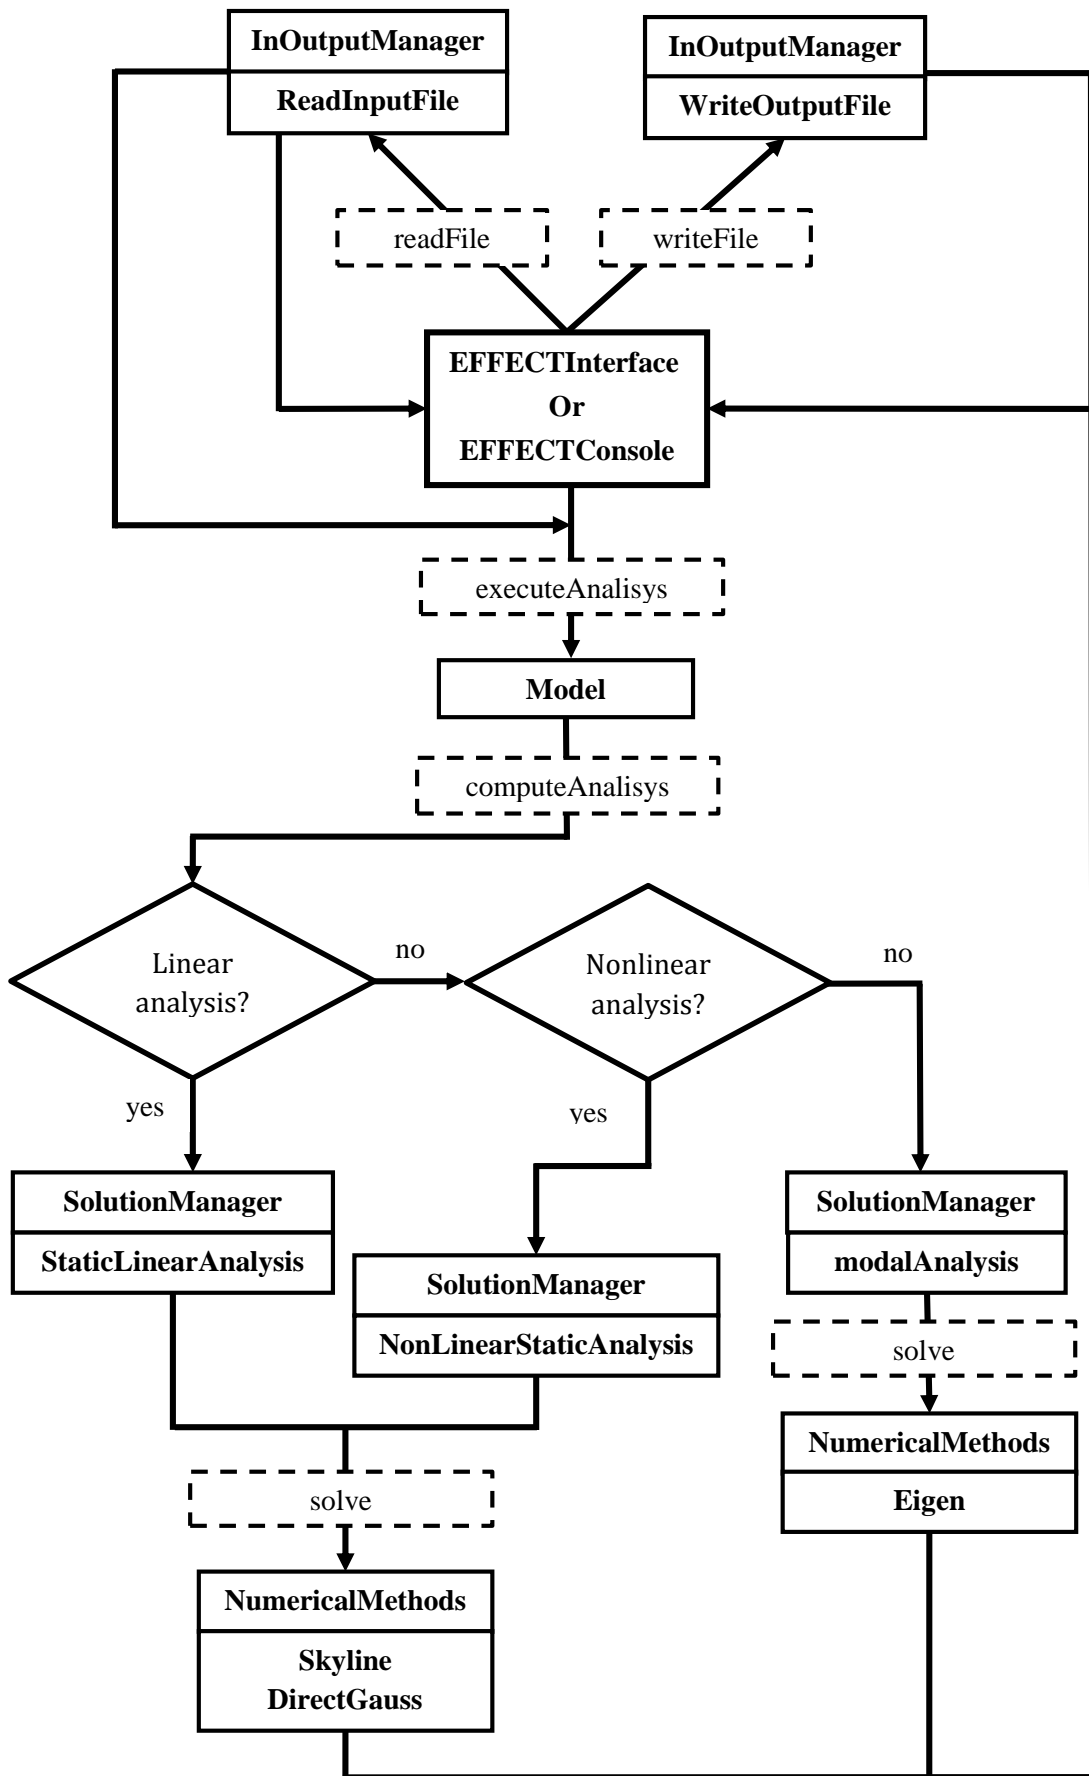 InOutputManager
ReadInputFile
InOutputManager
WriteOutputFile
readFile
writeFile
EFFECTInterface
Or
EFFECTConsole
executeAnalisys
Model
computeAnalisys
Linear
analysis?
no
Nonlinear
analysis?
no
yes
yes
SolutionManager
StaticLinearAnalysis
SolutionManager
NonLinearStaticAnalysis
SolutionManager
modalAnalysis
solve
NumericalMethods
Eigen
solve
NumericalMethods
Skyline
DirectGauss